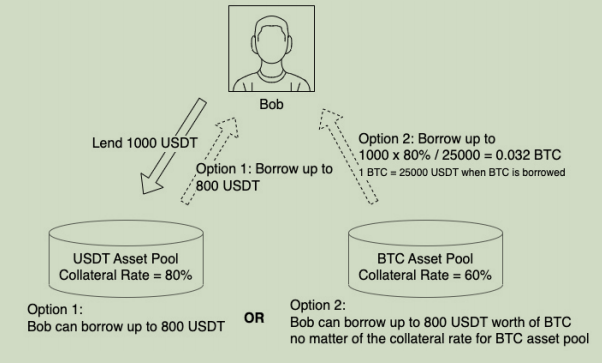 Bob
Lend 1000 USDT
Option 1: Borrow up to
800 USDT
Option 2: Borrow up to
1000 x 80% / 25000 = 0.032 BTC
1 BTC = 25000 USDT when BTC is borrowed
USDT Asset Pool
Collateral Rate = 80%
BTC Asset Pool
Collateral Rate = 60%
Option 1:
Bob can borrow up to 800 USDT
OR
Option 2:
Bob can borrow up to 800 USDT worth of BTC
no matter of the collateral rate for BTC asset pool